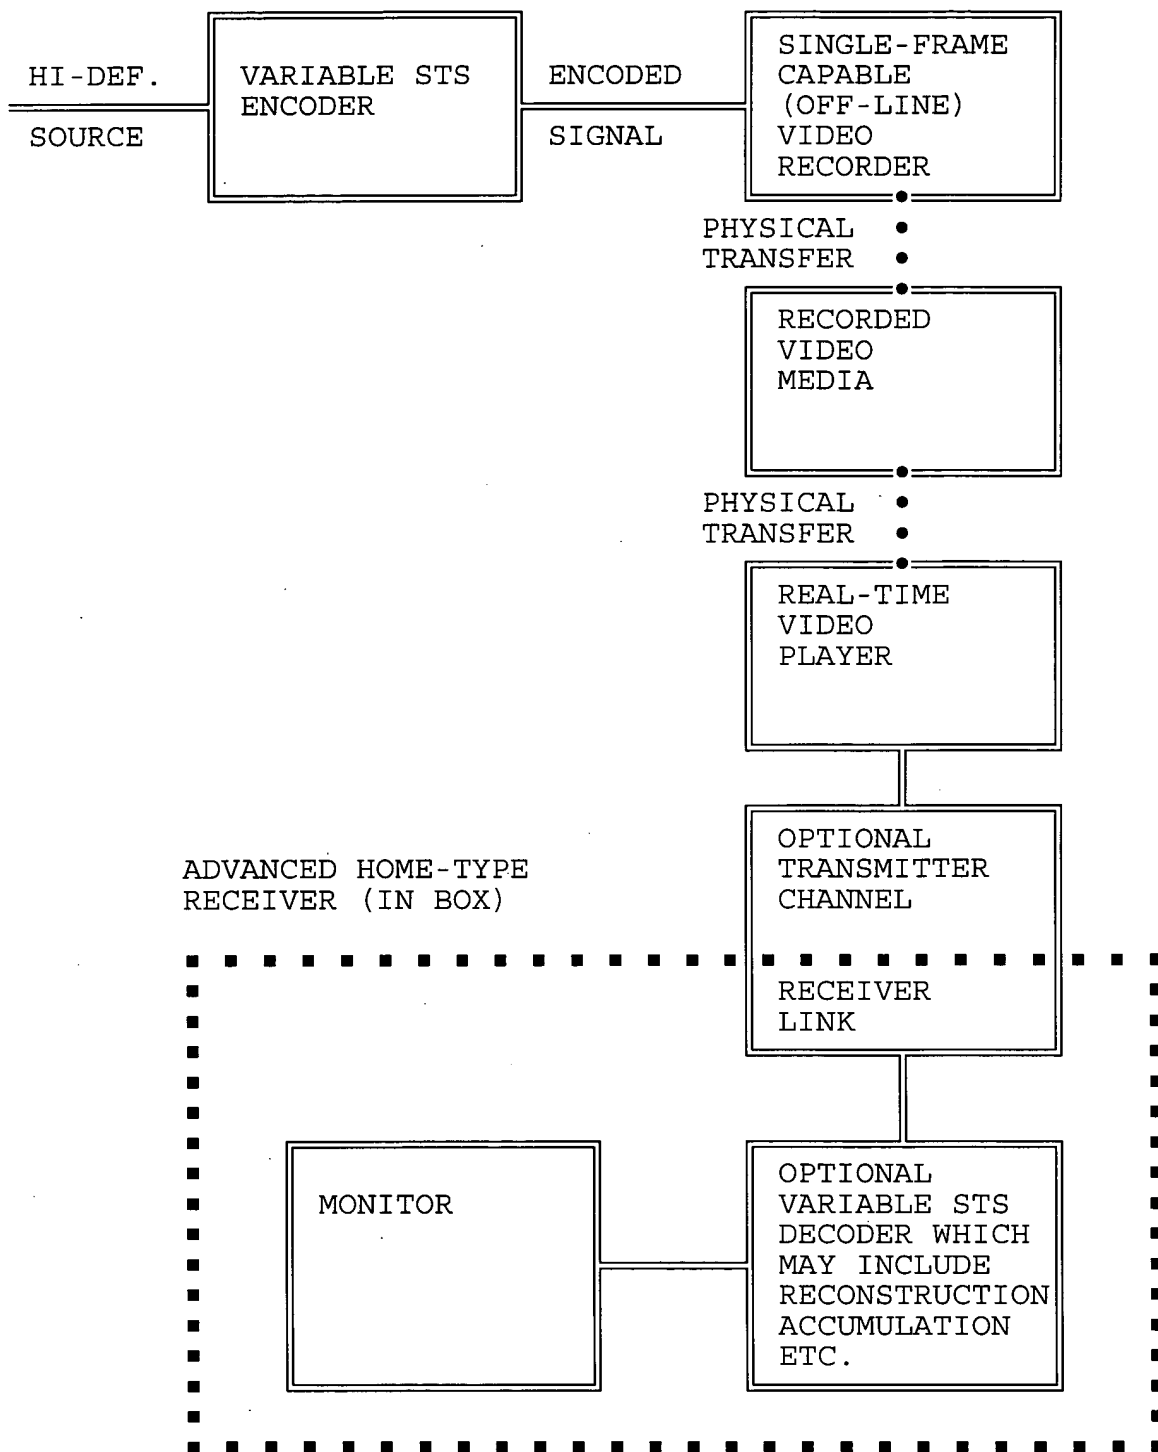 HI-DEF.
SOURCE
VARIABLE STS
ENCODER
ENCODED
SIGNAL
SINGLE-FRAME
CAPABLE
(OFF-LINE)
VIDEO
RECORDER
PHYSICAL
TRANSFER
RECORDED
VIDEO
MEDIA
PHYSICAL
TRANSFER
REAL-TIME
VIDEO
PLAYER
OPTIONAL
TRANSMITTER
CHANNEL
ADVANCED HOME-TYPE
RECEIVER (IN BOX)
RECEIVER
LINK
MONITOR
OPTIONAL
VARIABLE STS
DECODER WHICH
MAY INCLUDE
RECONSTRUCTION
ACCUMULATION
ETC.